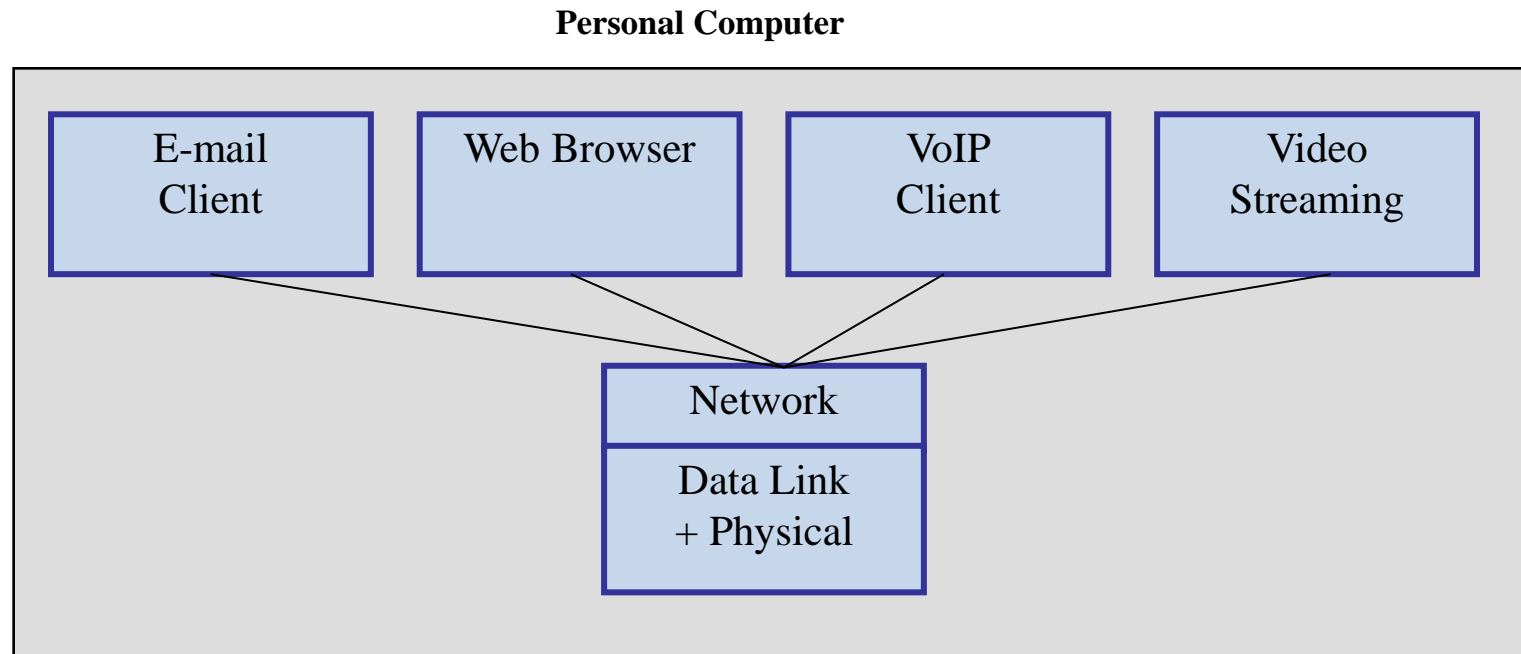 Personal Computer
E-mail
Client
Web Browser
VoIP
Client
Video
Streaming
Network
Data Link
+ Physical